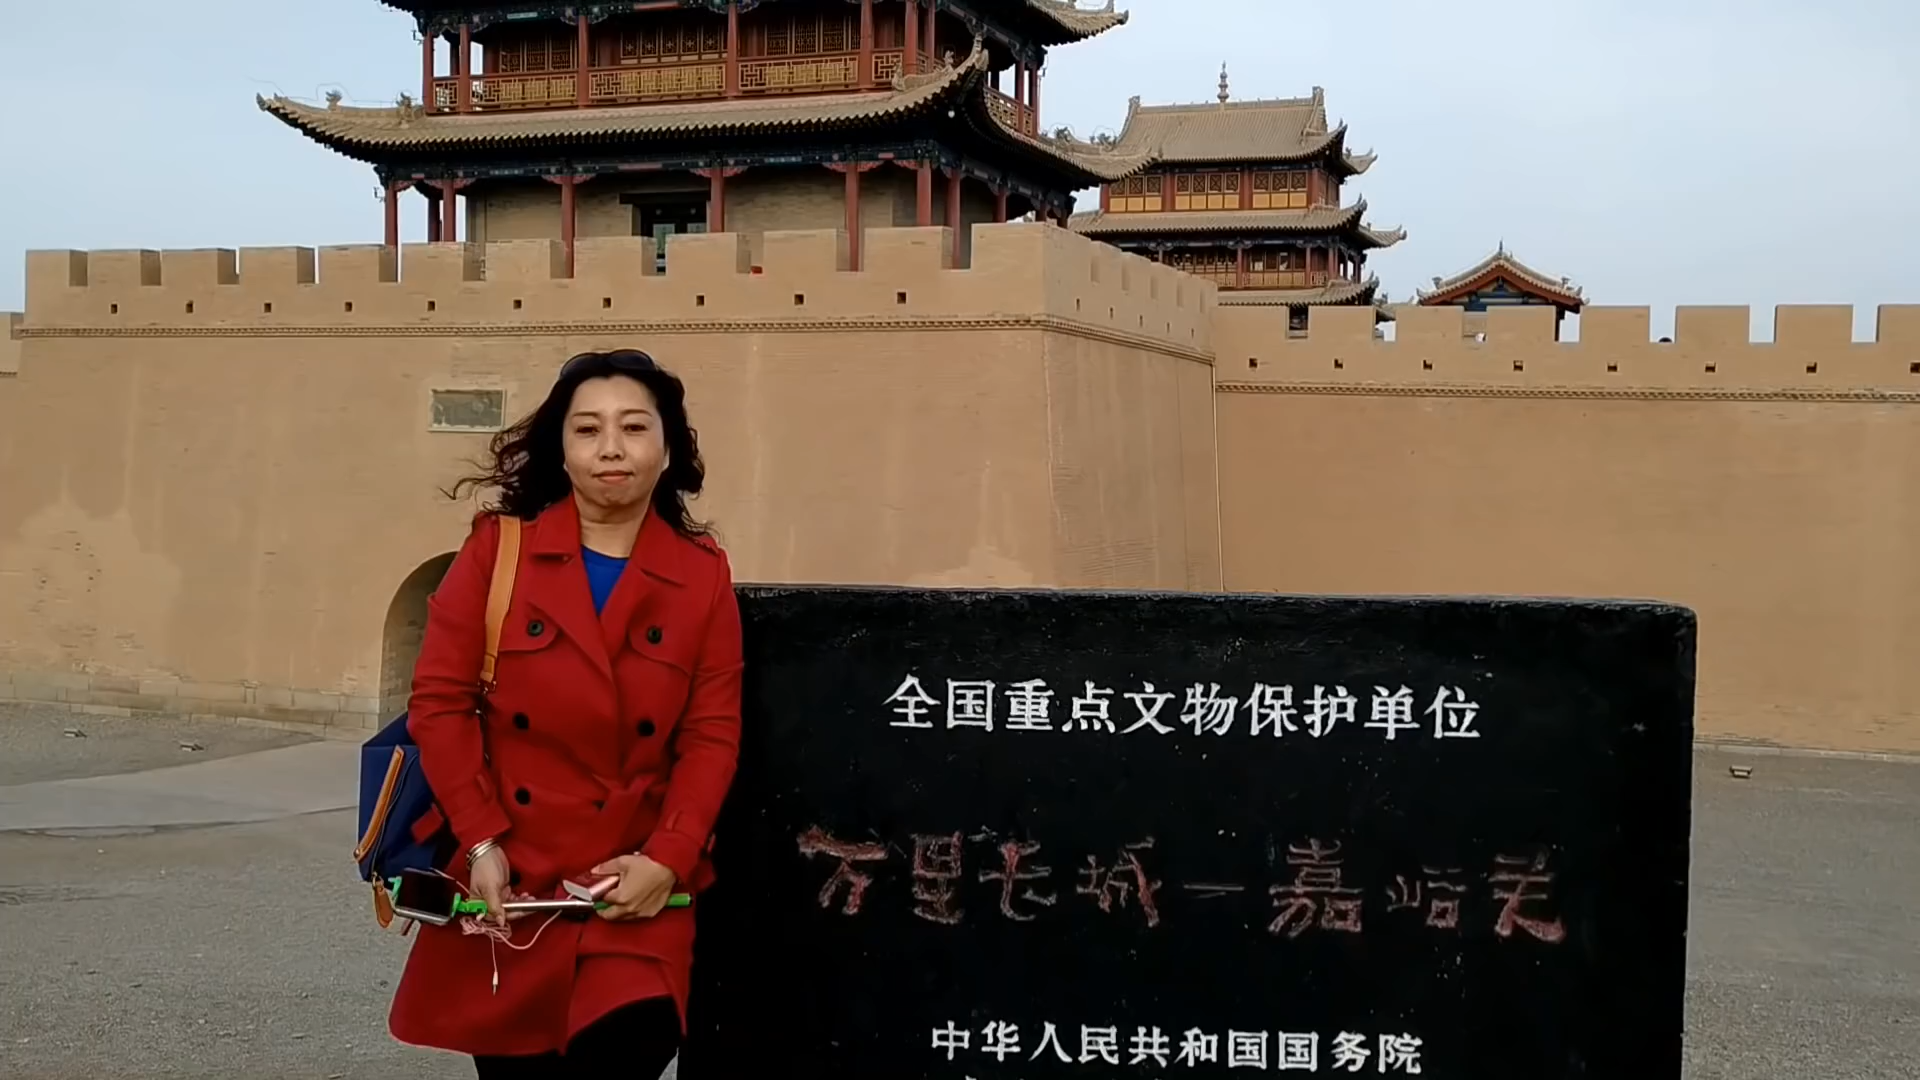 全国重点文物保护单位
万里长城—嘉峪关
中华人民共和国国务院